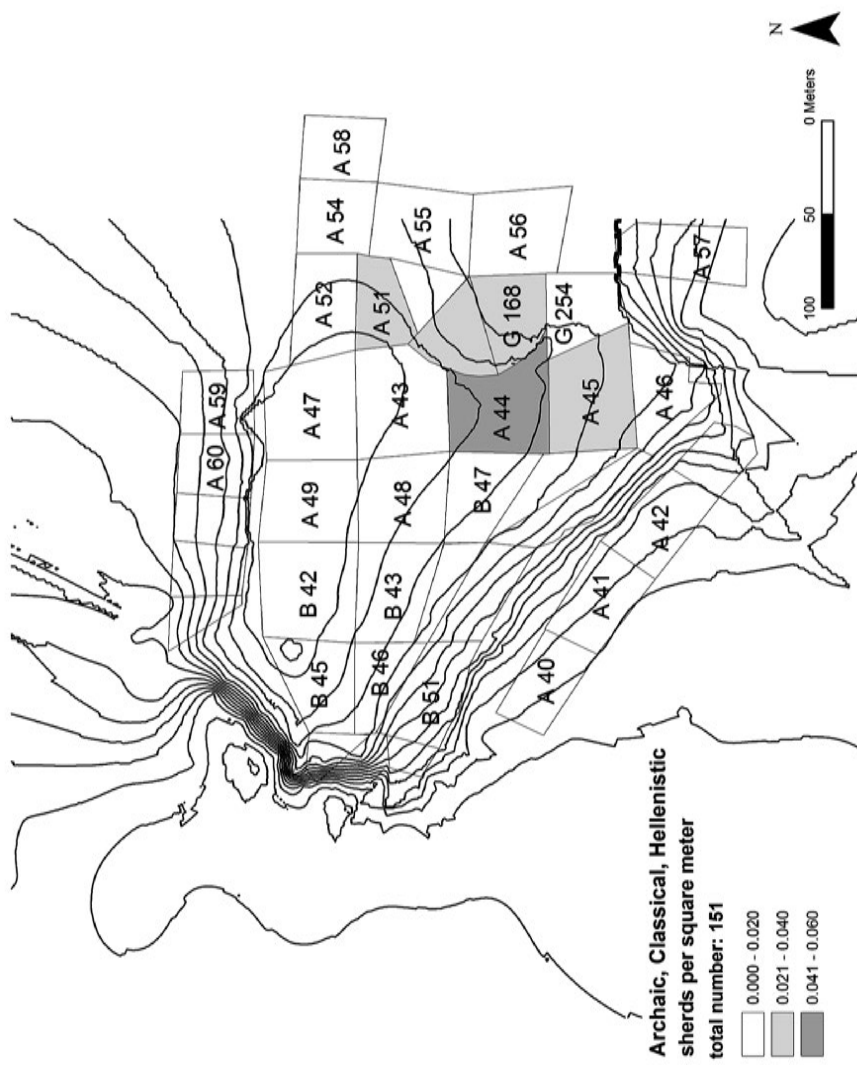 Archaic, Classical, Hellenistic
sherds per square meter
total number: 151
0.000 - 0.020
0.021 - 0.040
0.041 - 0.060
A 58
A 54
A 55
A 56
A 57
A 52
A 51
G 168
G 254
A 59
A 47
A 43
A 44
A 45
A 46
A 60
A 49
A 48
B 47
A 42
B 42
B 43
A 41
B 45
B 46
B 51
A 40
N
100 50 0 Meters